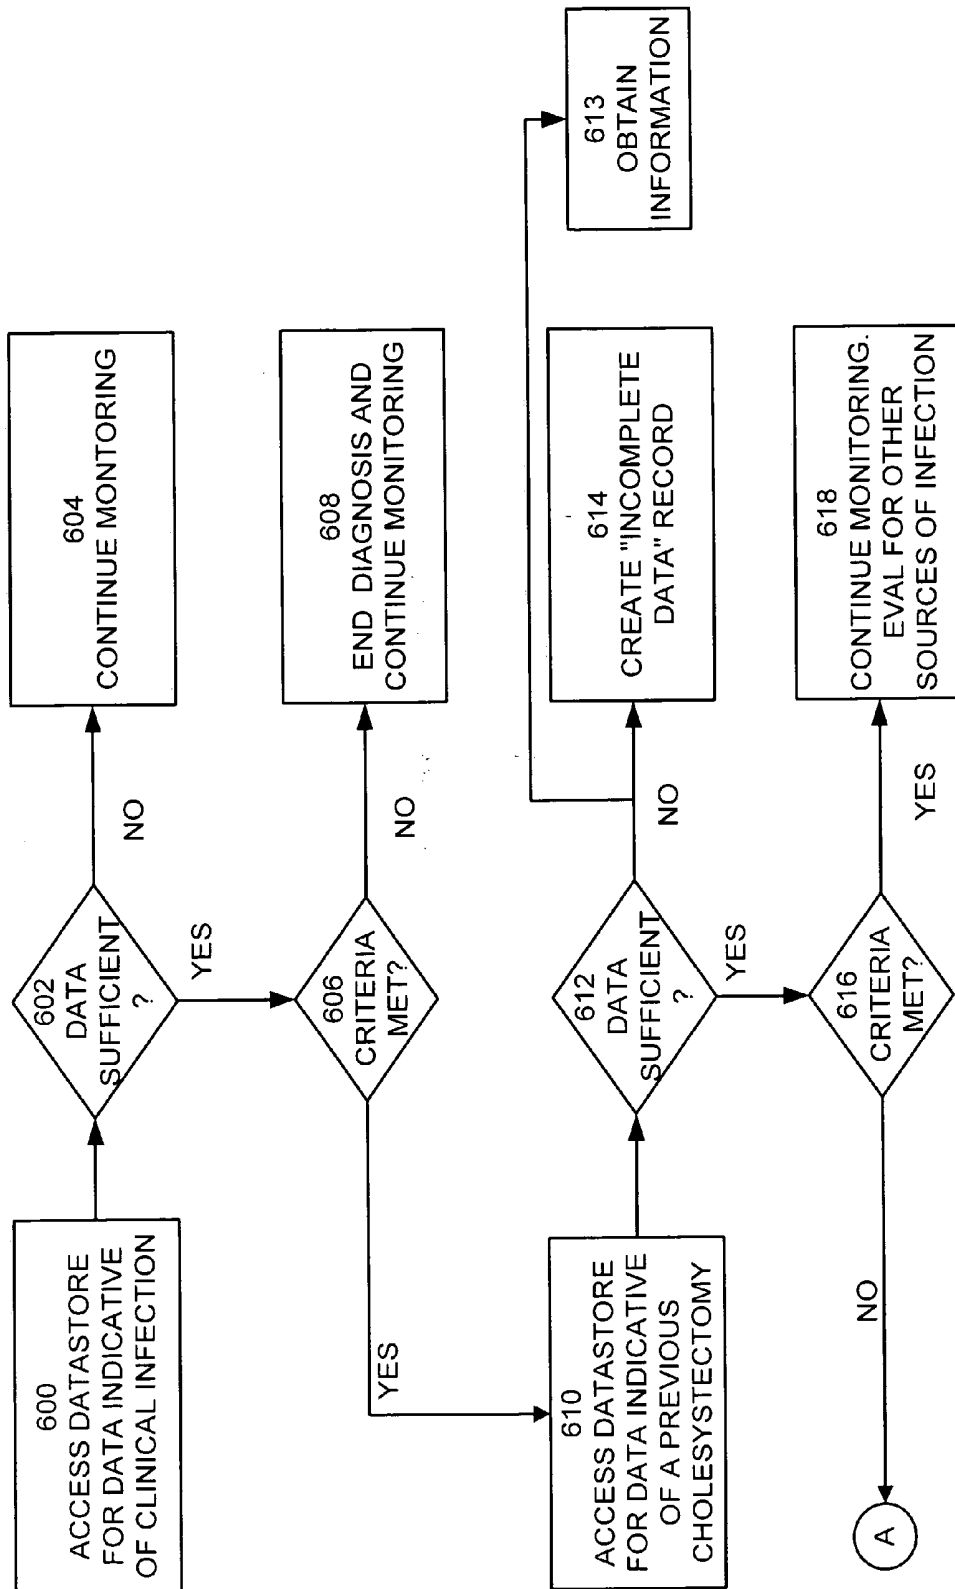 600
ACCESS DATASTORE
FOR DATA INDICATIVE
OF CLINICAL INFECTION
602
DATA
SUFFICIENT
?
NO
604
CONTINUE MONTORING
YES
606
CRITERIA
MET?
NO
608
END DIAGNOSIS AND
CONTINUE MONITORING
YES
610
ACCESS DATASTORE
FOR DATA INDICATIVE
OF A PREVIOUS
CHOLESYSTECTOMY
612
DATA
SUFFICIENT
?
NO
614
CREATE "INCOMPLETE
DATA" RECORD
613
OBTAIN
INFORMATION
YES
616
CRITERIA
MET?
YES
618
CONTINUE MONITORING.
EVAL FOR OTHER
SOURCES OF INFECTION
NO
A